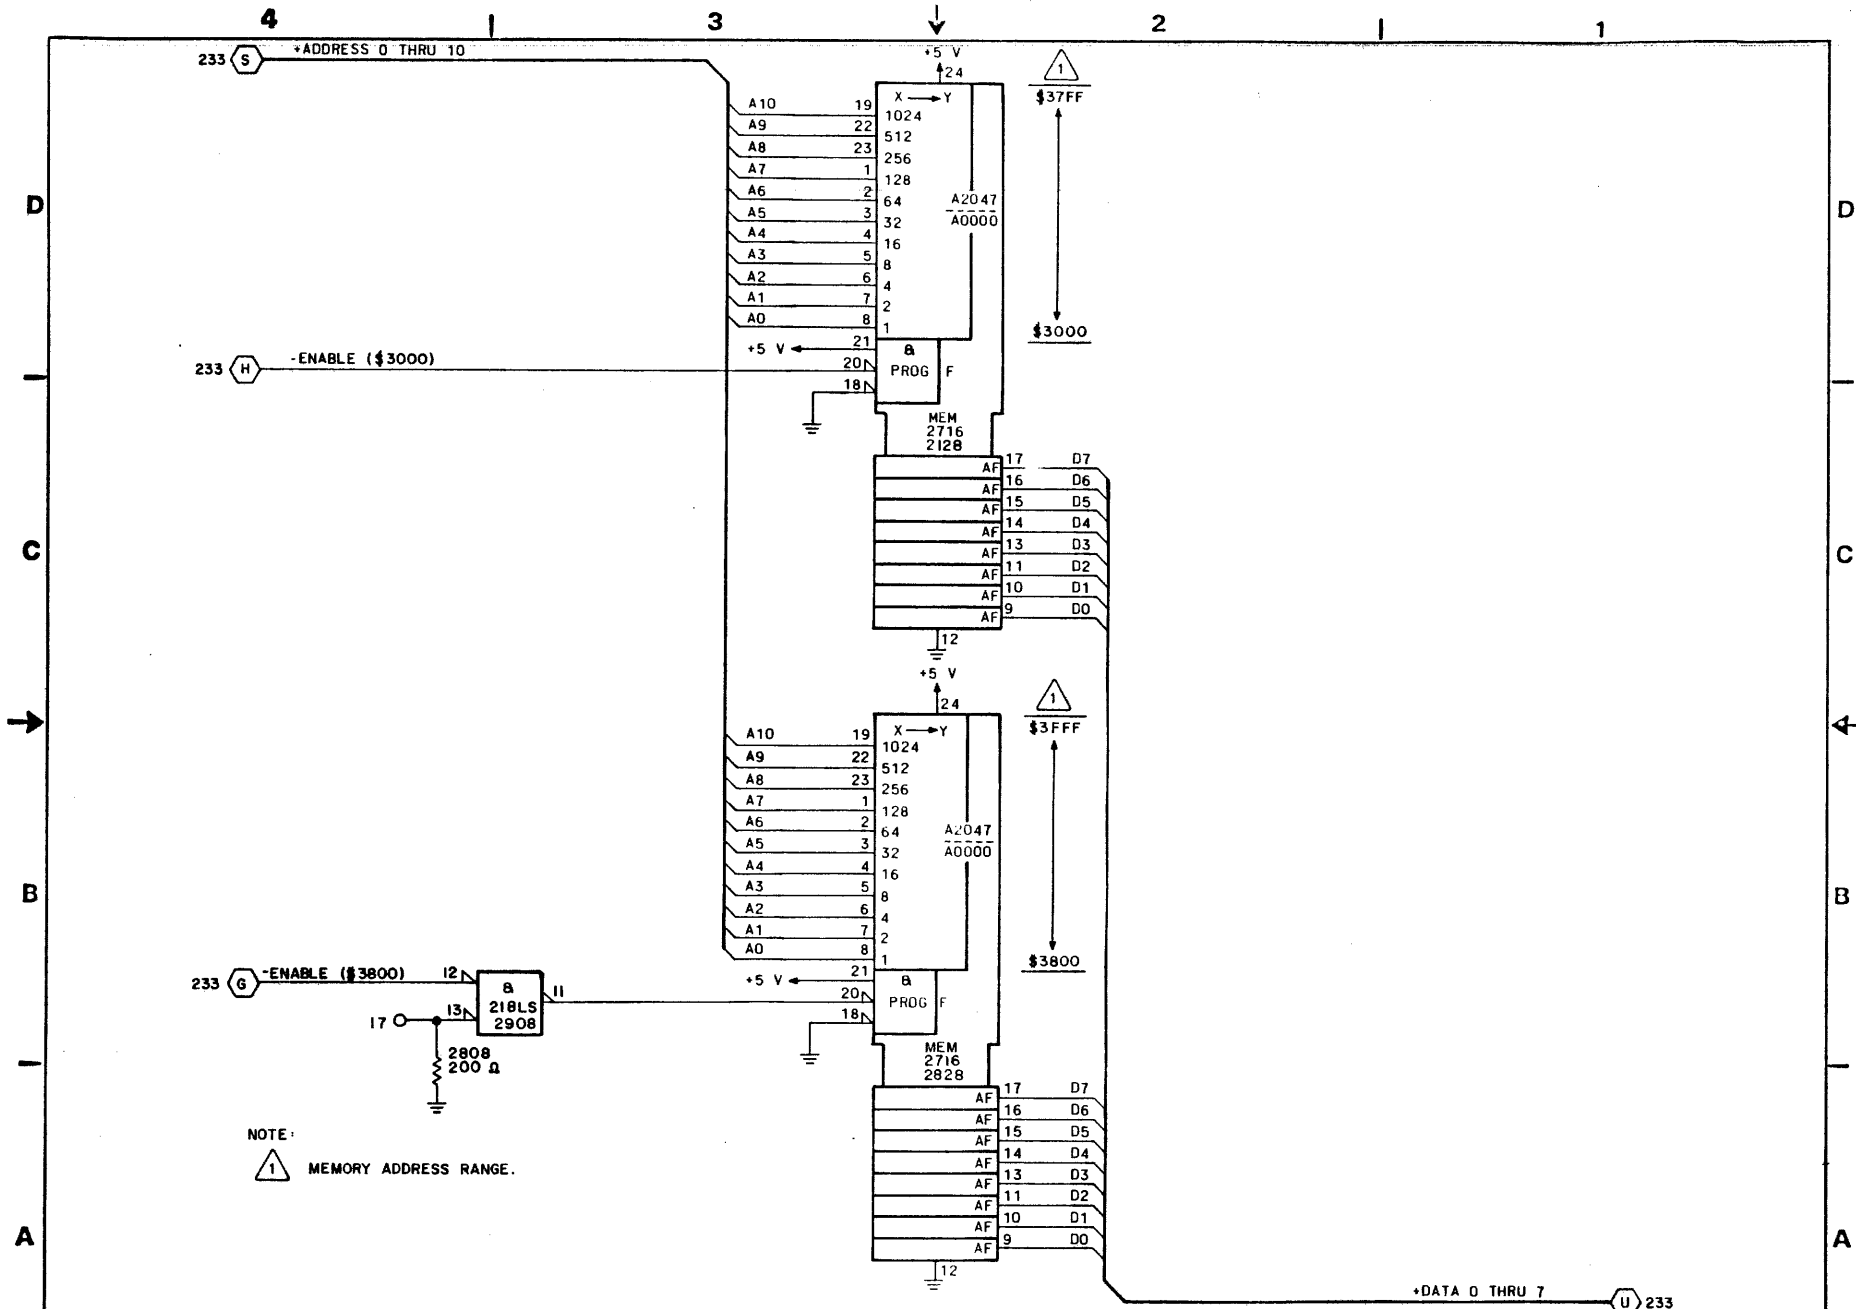 4 3 2 1
233 S +ADDRESS 0 THRU 10
+5 V
24
1
$37FF
X Y
A10 19 1024
A9 22 512
A8 23 256
A7 1 128
A6 2 64
A5 3 32
A4 4 16
A3 5 8
A2 6 4
A1 7 2
A0 8 1
A2047
A0000
D D
$3000
+5 V 21
&
233 H -ENABLE ($3000) 20 PROG F
18
MEM
2716
2128
AF 17 D7
AF 16 D6
AF 15 D5
AF 14 D4
AF 13 D3
AF 11 D2
AF 10 D1
AF 9 D0
C C
12
+5 V
24
1
$3FFF
X Y
A10 19 1024
A9 22 512
A8 23 256
A7 1 128
A6 2 64
A5 3 32
A4 4 16
A3 5 8
A2 6 4
A1 7 2
A0 8 1
A2047
A0000
B B
$3800
+5 V 21
&
233 G -ENABLE ($3800) 12
&
218LS
2908
11
20 PROG F
17 13
18
2808
200 Ω
MEM
2716
2828
AF 17 D7
AF 16 D6
AF 15 D5
AF 14 D4
AF 13 D3
AF 11 D2
AF 10 D1
AF 9 D0
NOTE:
1 MEMORY ADDRESS RANGE.
A A
12
+DATA 0 THRU 7 U 233